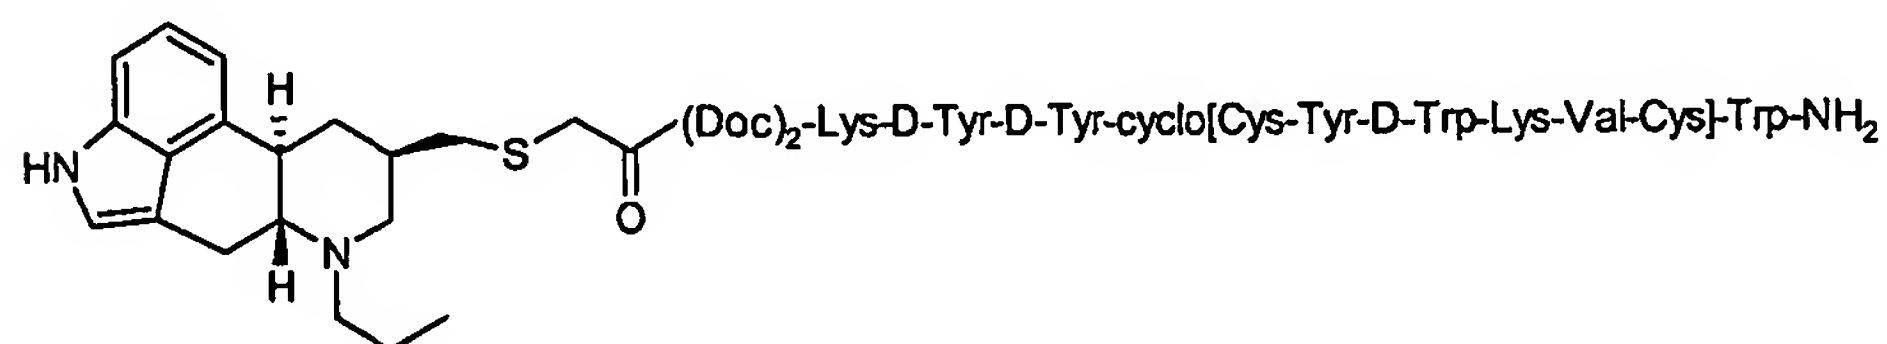 H
HN
S
(Doc)2-Lys-D-Tyr-D-Tyr-cyclo[Cys-Tyr-D-Trp-Lys-Val-Cys]-Trp-NH2
O
N
H